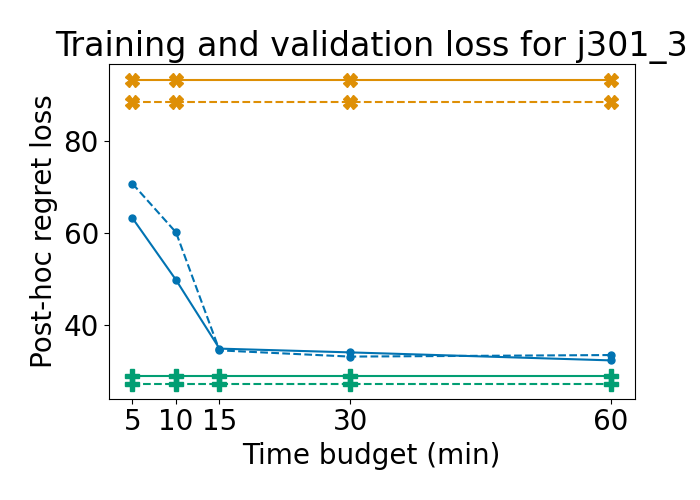 Training and validation loss for j301_3
Post-hoc regret loss
80
60
40
5 10 15 30 60
Time budget (min)